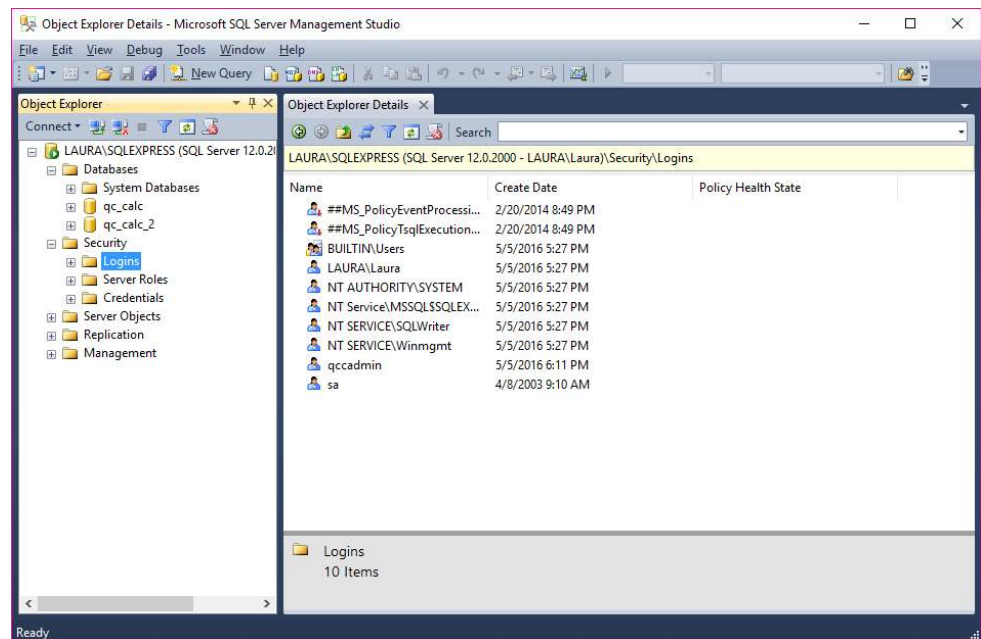 Object Explorer Details - Microsoft SQL Server Management Studio
File Edit View Debug Tools Window Help
New Query
Object Explorer
Connect
LAURA\SQLEXPRESS (SQL Server 12.0.20
Databases
System Databases
qc_calc
qc_calc_2
Security
Logins
Server Roles
Credentials
Server Objects
Replication
Management
Object Explorer Details
Search
LAURA\SQLEXPRESS (SQL Server 12.0.2000 - LAURA\Laura)\Security\Logins
Name Create Date Policy Health State
##MS_PolicyEventProcessi... 2/20/2014 8:49 PM
##MS_PolicyTsqlExecution... 2/20/2014 8:49 PM
BUILTIN\Users 5/5/2016 5:27 PM
LAURA\Laura 5/5/2016 5:27 PM
NT AUTHORITY\SYSTEM 5/5/2016 5:27 PM
NT Service\MSSQL$SQLEX... 5/5/2016 5:27 PM
NT SERVICE\SQLWriter 5/5/2016 5:27 PM
NT SERVICE\Winmgmt 5/5/2016 5:27 PM
qccadmin 5/5/2016 6:11 PM
sa 4/8/2003 9:10 AM
Logins
10 Items
Ready